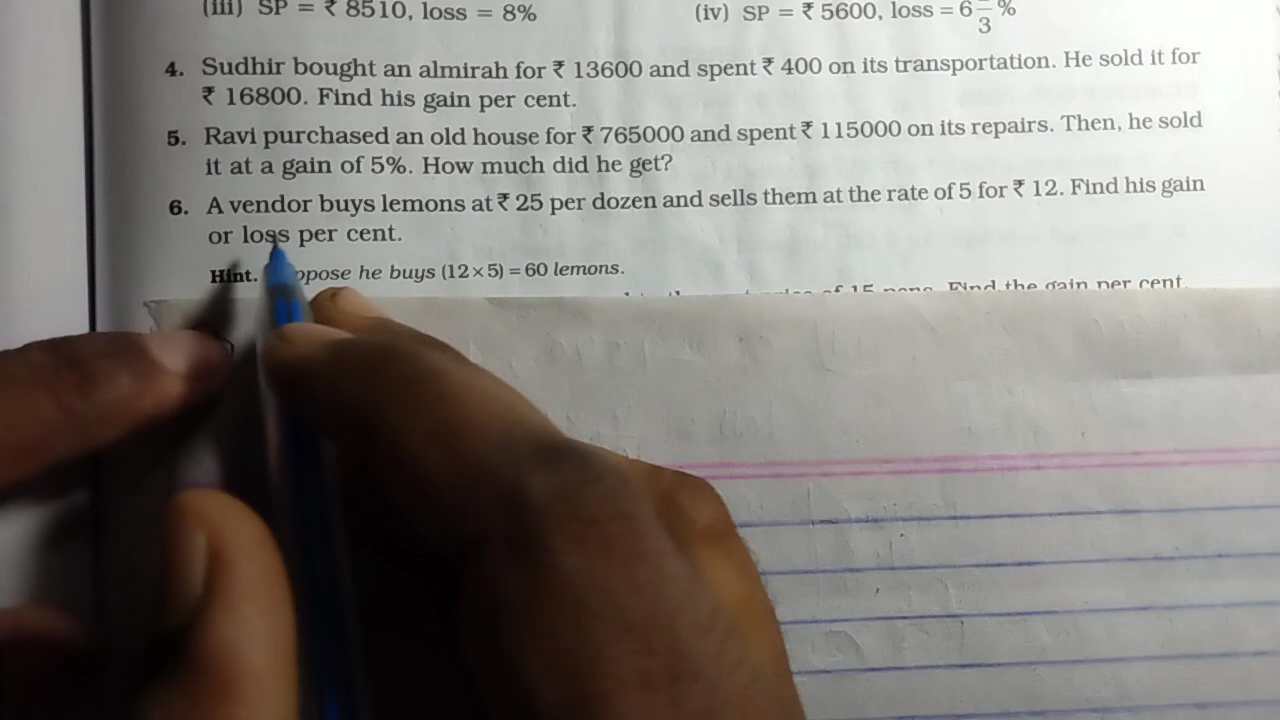 (iii) SP = ₹ 8510, loss = 8%
(iv) SP = ₹ 5600, loss = 6 /3 %
4. Sudhir bought an almirah for ₹ 13600 and spent ₹ 400 on its transportation. He sold it for
₹ 16800. Find his gain per cent.
5. Ravi purchased an old house for ₹ 765000 and spent ₹ 115000 on its repairs. Then, he sold
it at a gain of 5%. How much did he get?
6. A vendor buys lemons at ₹ 25 per dozen and sells them at the rate of 5 for ₹ 12. Find his gain
or loss per cent.
Hint. he buys (12×5) = 60 lemons.
of 15 pens. Find the gain per cent.